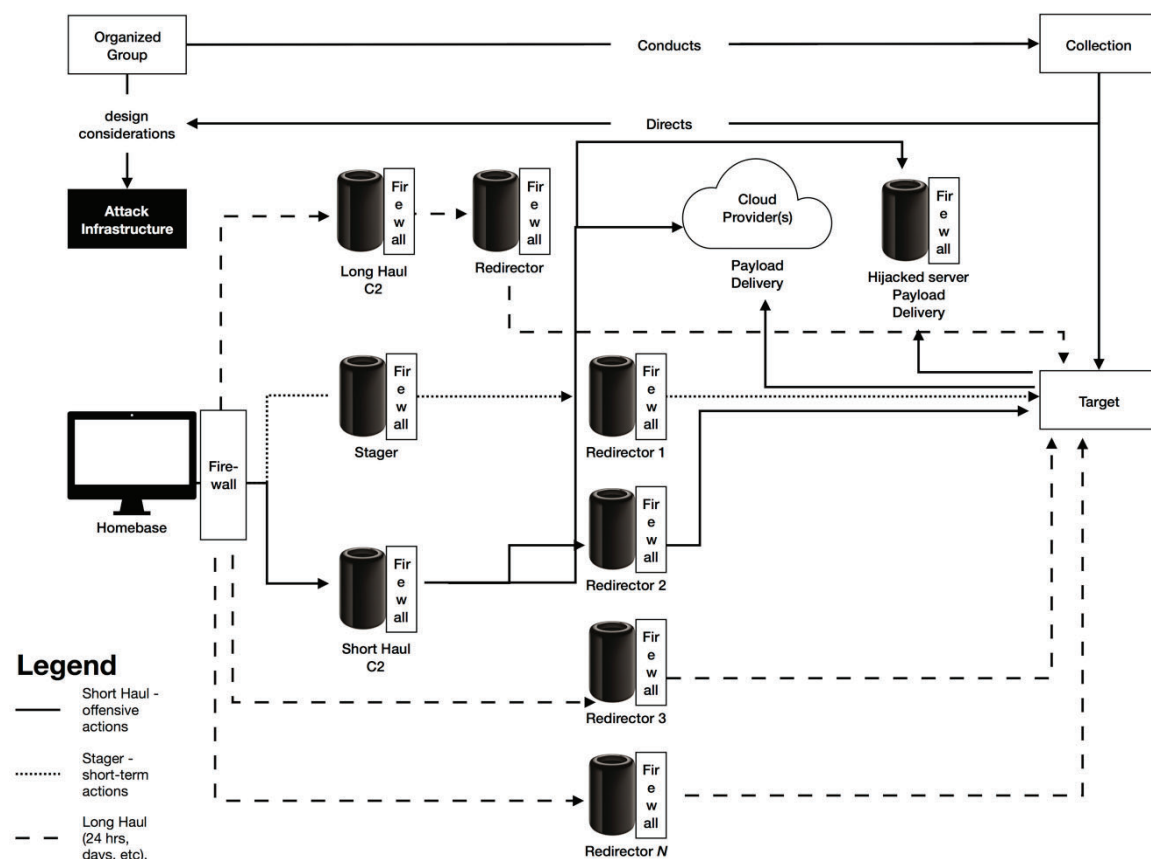 Organized
Group
Conducts
Collection
design
considerations
Directs
Attack
Infrastructure
Fir
e
w
all
Long Haul
C2
Fir
e
w
all
Redirector
Cloud
Provider(s)
Payload
Delivery
Fir
e
w
all
Hijacked server
Payload
Delivery
Fir
e
w
all
Stager
Fir
e
w
all
Redirector 1
Target
Homebase
Fire-
wall
Fir
e
w
all
Short Haul
C2
Fir
e
w
all
Redirector 2
Fir
e
w
all
Redirector 3
Fir
e
w
all
Redirector N
Legend
Short Haul -
offensive
actions
Stager -
short-term
actions
Long Haul
(24 hrs,
days, etc).